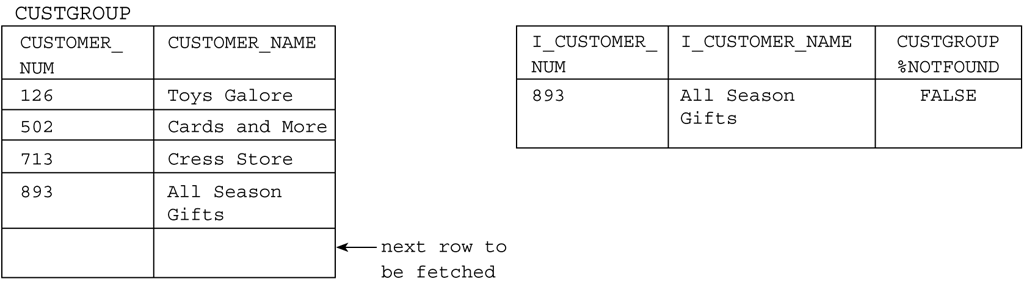 CUSTGROUP
CUSTOMER_ CUSTOMER_NAME
NUM
126 Toys Galore
502 Cards and More
713 Cress Store
893 All Season
Gifts
next row to
be fetched
I_CUSTOMER_ I_CUSTOMER_NAME CUSTGROUP
NUM %NOTFOUND
893 All Season FALSE
Gifts